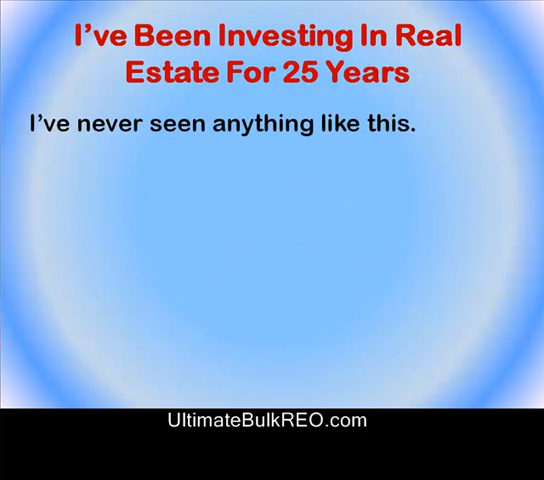 I’ve Been Investing In Real
Estate For 25 Years
I’ve never seen anything like this.
UltimateBulkREO.com